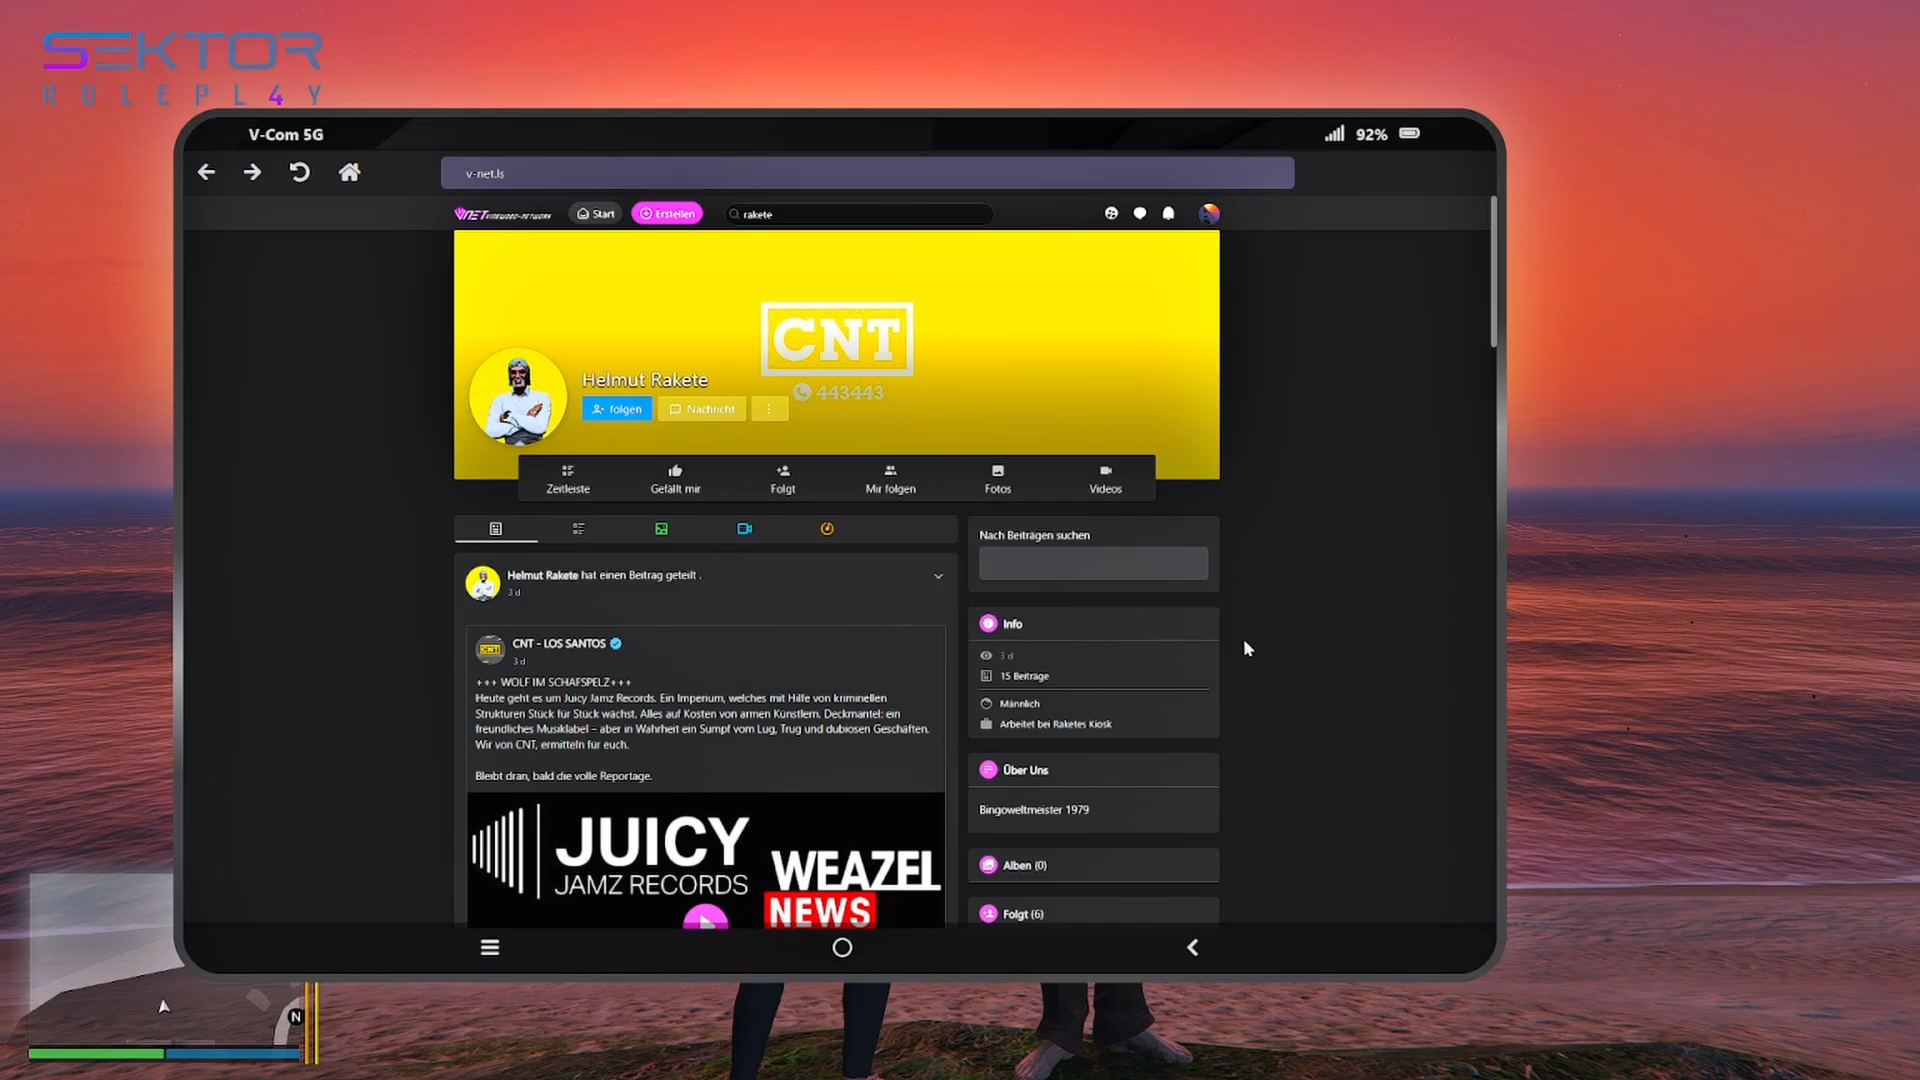 SEKTOR
ROLEPL4Y
V-Com 5G
92%
v-net.ls
VNET VINEWOOD-NETWORK
Start
Erstellen
rakete
CNT
443443
Helmut Rakete
folgen
Nachricht
Zeitleiste
Gefällt mir
Folgt
Mir folgen
Fotos
Videos
Helmut Rakete hat einen Beitrag geteilt .
3 d
CNT - LOS SANTOS
3 d
+++ WOLF IM SCHAFSPELZ+++
Heute geht es um Juicy Jamz Records. Ein Imperium, welches mit Hilfe von kriminellen
Strukturen Stück für Stück wächst. Alles auf Kosten von armen Künstlern. Deckmantel: ein
freundliches Musiklabel – aber in Wahrheit ein Sumpf vom Lug, Trug und dubiosen Geschäften.
Wir von CNT, ermitteln für euch.
Bleibt dran, bald die volle Reportage.
JUICY
JAMZ RECORDS
WEAZEL
NEWS
Nach Beiträgen suchen
Info
3 d
15 Beiträge
Männlich
Arbeitet bei Raketes Kiosk
Über Uns
Bingoweltmeister 1979
Alben (0)
Folgt (6)
N